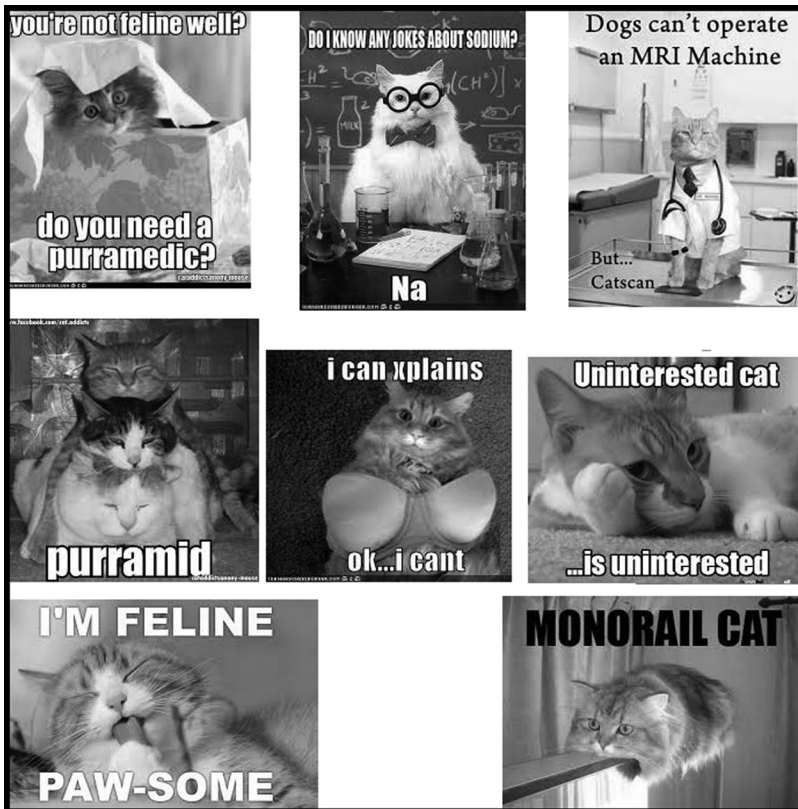 you're not feline well?
do you need a
purramedic?
DO I KNOW ANY JOKES ABOUT SODIUM?
MILK
Na
Dogs can't operate
an MRI Machine
But...
Catscan
purramid
i can xplains
ok...i cant
Uninterested cat
...is uninterested
I'M FELINE
PAW-SOME
MONORAIL CAT